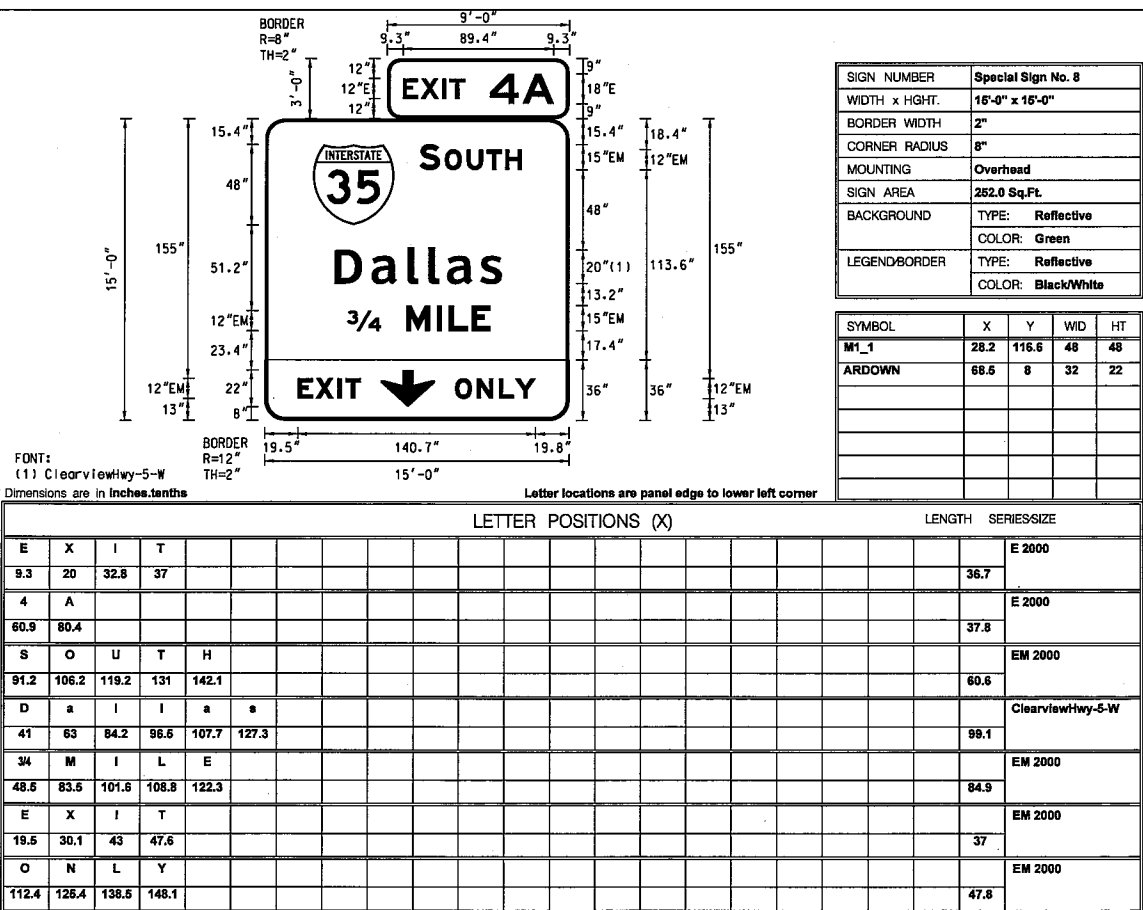 BORDER
R=8"
TH=2"
9'-0"
9.3" 89.4" 9.3"
3'-0"
12"
12"E
12"
EXIT 4A
9"
18"E
9"
15'-0"
155"
12"EM
13"
15.4"
48"
51.2"
12"EM
23.4"
22"
8"
INTERSTATE
35
SOUTH
Dallas
3/4 MILE
EXIT ONLY
15.4"
15"EM
48"
20"(1)
13.2"
15"EM
17.4"
36"
18.4"
12"EM
113.6"
36"
155"
12"EM
13"
BORDER
R=12"
TH=2"
19.5" 140.7" 19.8"
15'-0"
FONT:
(1) ClearviewHwy-5-W
Dimensions are in inches.tenths
Letter locations are panel edge to lower left corner
SIGN NUMBER Special Sign No. 8
WIDTH x HGHT. 15'-0" x 15'-0"
BORDER WIDTH 2"
CORNER RADIUS 8"
MOUNTING Overhead
SIGN AREA 252.0 Sq.Ft.
BACKGROUND TYPE: Reflective
COLOR: Green
LEGEND/BORDER TYPE: Reflective
COLOR: Black/White
SYMBOL X Y WID HT
M1_1 28.2 116.6 48 48
ARDOWN 68.5 8 32 22
LETTER POSITIONS (X) LENGTH SERIES/SIZE
E X I T E 2000
9.3 20 32.8 37 36.7
4 A E 2000
60.9 80.4 37.8
S O U T H EM 2000
91.2 106.2 119.2 131 142.1 60.6
D a l l a s ClearviewHwy-5-W
41 63 84.2 96.5 107.7 127.3 99.1
3/4 M I L E EM 2000
48.5 83.5 101.6 108.8 122.3 84.9
E X I T EM 2000
19.5 30.1 43 47.6 37
O N L Y EM 2000
112.4 125.4 138.5 148.1 47.8